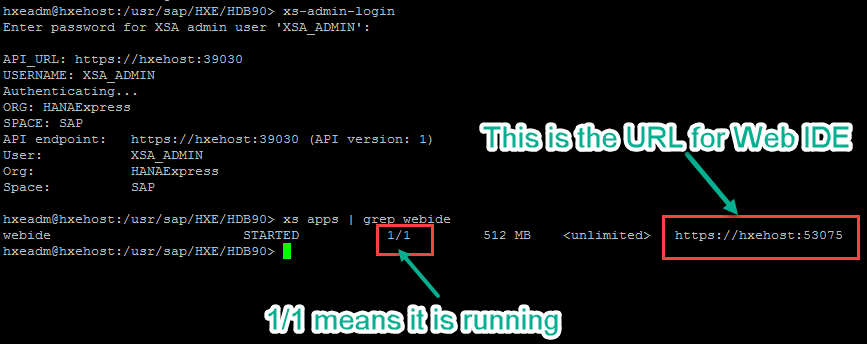 hxeadm@hxehost:/usr/sap/HXE/HDB90> xs-admin-login
Enter password for XSA admin user 'XSA_ADMIN':
API_URL: https://hxehost:39030
USERNAME: XSA_ADMIN
Authenticating...
ORG: HANAExpress
SPACE: SAP
API endpoint:   https://hxehost:39030 (API version: 1)
User:           XSA_ADMIN
Org:            HANAExpress
Space:          SAP
This is the URL for Web IDE
hxeadm@hxehost:/usr/sap/HXE/HDB90> xs apps | grep webide
webide                          STARTED           1/1          512 MB     <unlimited>   https://hxehost:53075
hxeadm@hxehost:/usr/sap/HXE/HDB90>
1/1 means it is running